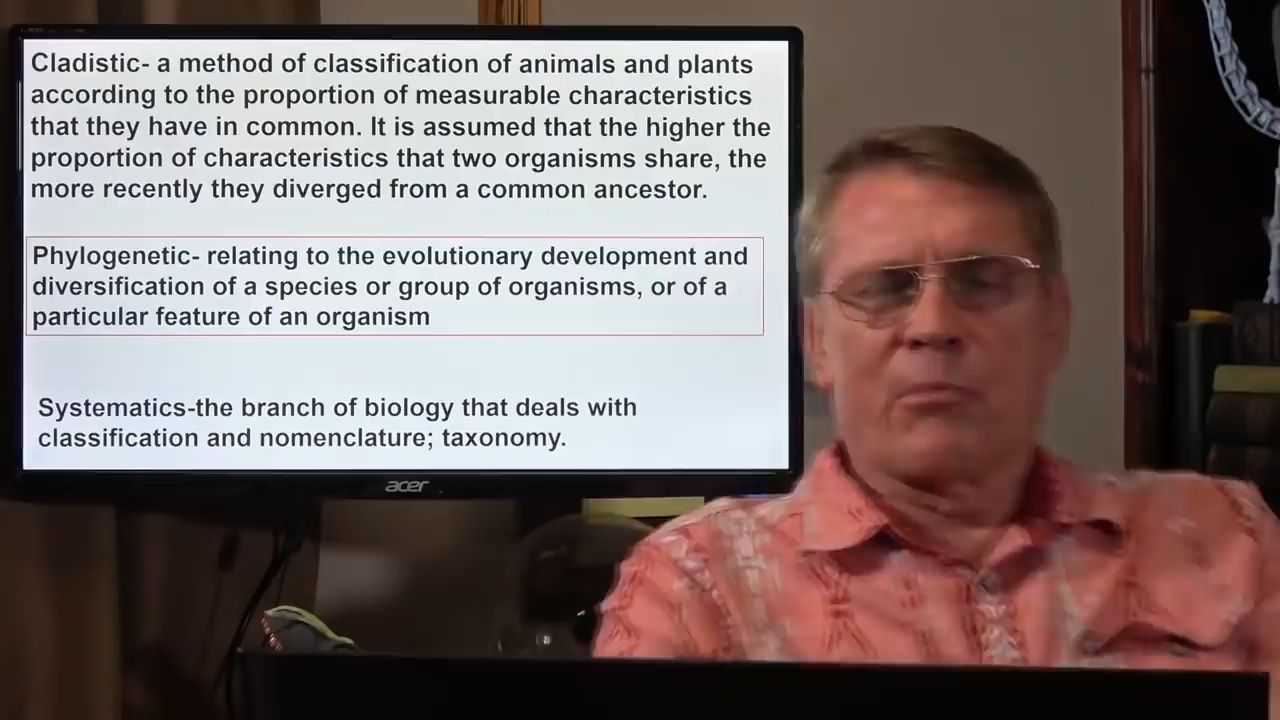 Cladistic- a method of classification of animals and plants
according to the proportion of measurable characteristics
that they have in common. It is assumed that the higher the
proportion of characteristics that two organisms share, the
more recently they diverged from a common ancestor.
Phylogenetic- relating to the evolutionary development and
diversification of a species or group of organisms, or of a
particular feature of an organism
Systematics-the branch of biology that deals with
classification and nomenclature; taxonomy.
acer